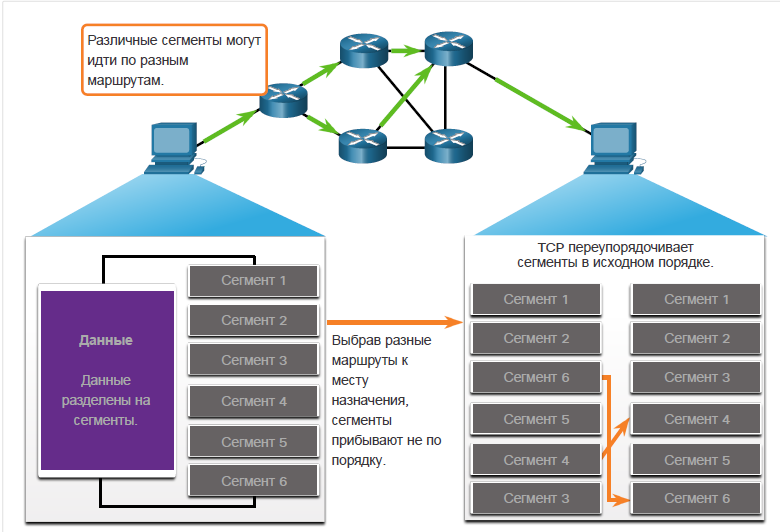 Различные сегменты могут
идти по разным
маршрутам.
Данные
Данные
разделены на
сегменты.
Сегмент 1
Сегмент 2
Сегмент 3
Сегмент 4
Сегмент 5
Сегмент 6
Выбрав разные
маршруты к
месту
назначения,
сегменты
прибывают не по
порядку.
TCP переупорядочивает
сегменты в исходном порядке.
Сегмент 1
Сегмент 2
Сегмент 6
Сегмент 5
Сегмент 4
Сегмент 3
Сегмент 1
Сегмент 2
Сегмент 3
Сегмент 4
Сегмент 5
Сегмент 6